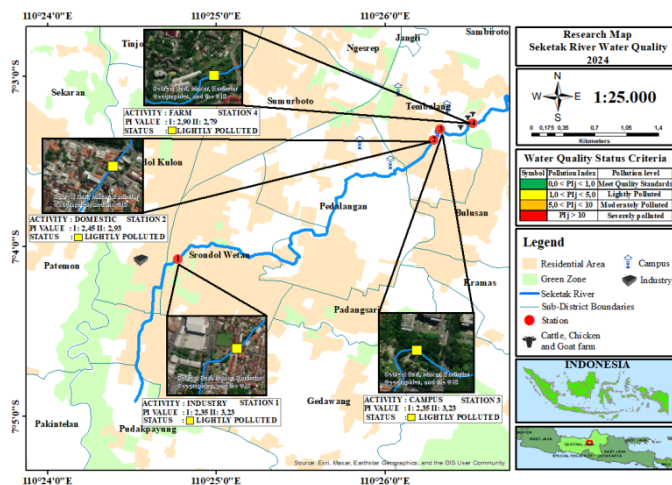 110°24'0"E
110°25'0"E
110°26'0"E
Research Map
Seketak River Water Quality
2024
N
W E
S
1:25.000
0 0,175 0,35 0,7 1,05 1,4
Kilometers
Water Quality Status Criteria
Symbol Pollution Index Pollution level
0,0 < PIj < 1,0 Meet Quality Standards
1,0 < PIj < 5,0 Lightly Polluted
5,0 < PIj < 10 Moderately Polluted
PIj > 10 Severely polluted
Legend
Residential Area
Campus
Green Zone
Industry
Seketak River
Sub-District Boundaries
Station
Cattle, Chicken
and Goat farm
INDONESIA
7°3'0"S
7°4'0"S
7°5'0"S
Tinjo
Sekaran
Ngesrep
Jangli
Sambiroto
Sumurboto
Tembalang
ACTIVITY : FARM STATION 4
PI VALUE : I: 2,90 II: 2,79
STATUS : LIGHTLY POLLUTED
4
3
2
dol Kulon
Pedalangan
Bulusan
ACTIVITY : DOMESTIC STATION 2
PI VALUE : I: 2,45 II: 2,93
STATUS : LIGHTLY POLLUTED
Patemon
Srondol Wetan
1
Kramas
Padangsar
ACTIVITY : INDUSTRY STATION 1
PI VALUE : I: 2,35 II: 3,23
STATUS : LIGHTLY POLLUTED
Gedawang
ACTIVITY : CAMPUS STATION 3
PI VALUE : I: 2,35 II: 3,23
STATUS : LIGHTLY POLLUTED
Pakintelan
Pudakpayung
Source: Esri, Maxar, Earthstar Geographics, and the GIS User Community
110°24'0"E
110°25'0"E
110°26'0"E